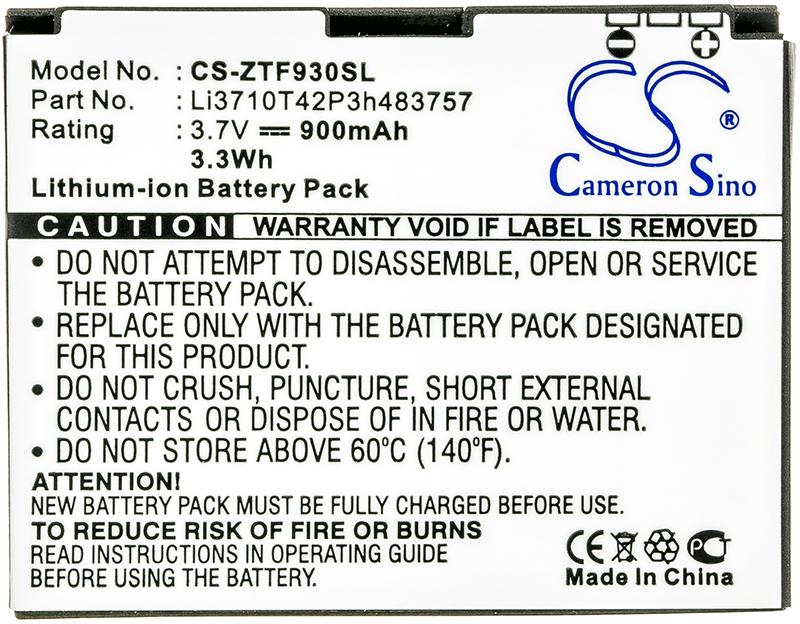 Model No. : CS-ZTF930SL
Part No. : Li3710T42P3h483757
Rating : 3.7V ⎓ 900mAh
3.3Wh
Lithium-ion Battery Pack
CS ®
Cameron Sino
CAUTION WARRANTY VOID IF LABEL IS REMOVED
• DO NOT ATTEMPT TO DISASSEMBLE, OPEN OR SERVICE
THE BATTERY PACK.
• REPLACE ONLY WITH THE BATTERY PACK DESIGNATED
FOR THIS PRODUCT.
• DO NOT CRUSH, PUNCTURE, SHORT EXTERNAL
CONTACTS OR DISPOSE OF IN FIRE OR WATER.
• DO NOT STORE ABOVE 60°C (140°F).
ATTENTION!
NEW BATTERY PACK MUST BE FULLY CHARGED BEFORE USE!
TO REDUCE RISK OF FIRE OR BURNS
READ INSTRUCTIONS IN OPERATING GUIDE
BEFORE USING THE BATTERY.
CE PCT
Made In China